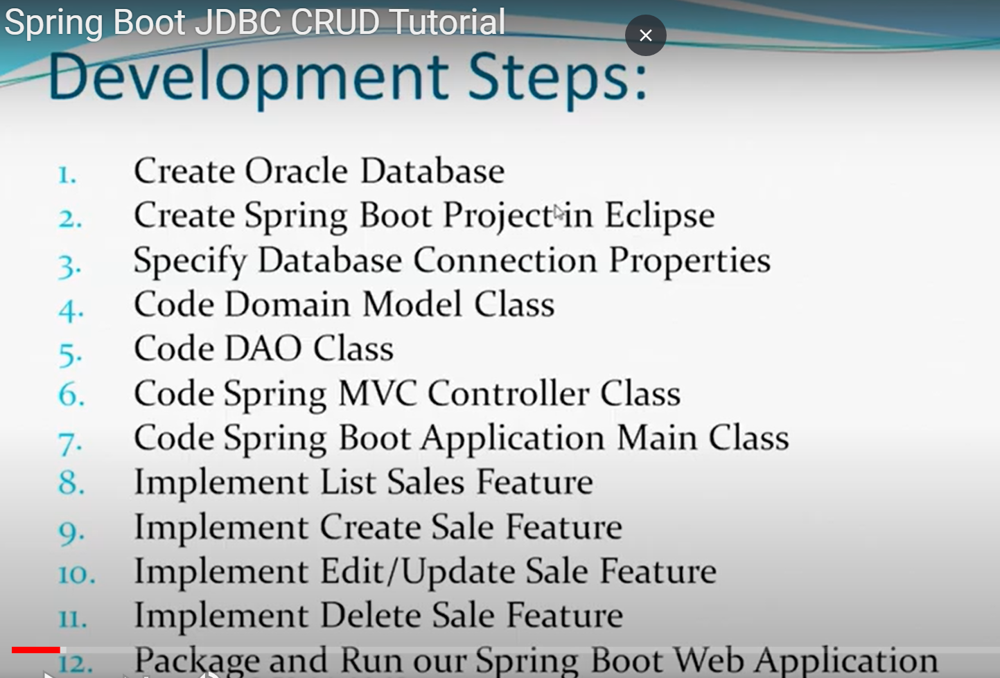 Spring Boot JDBC CRUD Tutorial
Development Steps:
1. Create Oracle Database
2. Create Spring Boot Project in Eclipse
3. Specify Database Connection Properties
4. Code Domain Model Class
5. Code DAO Class
6. Code Spring MVC Controller Class
7. Code Spring Boot Application Main Class
8. Implement List Sales Feature
9. Implement Create Sale Feature
10. Implement Edit/Update Sale Feature
11. Implement Delete Sale Feature
12. Package and Run our Spring Boot Web Application